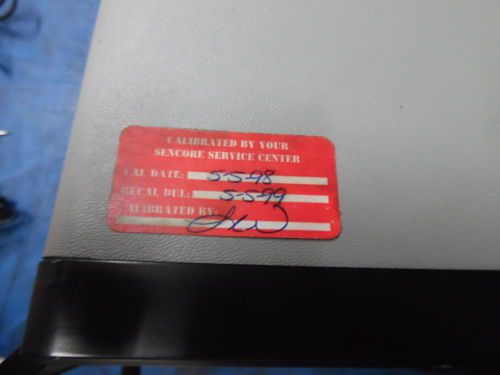 CALIBRATED BY YOUR
SENCORE SERVICE CENTER
CAL DATE: 5-5-98
RECAL DUE: 5-5-99
CALIBRATED BY: